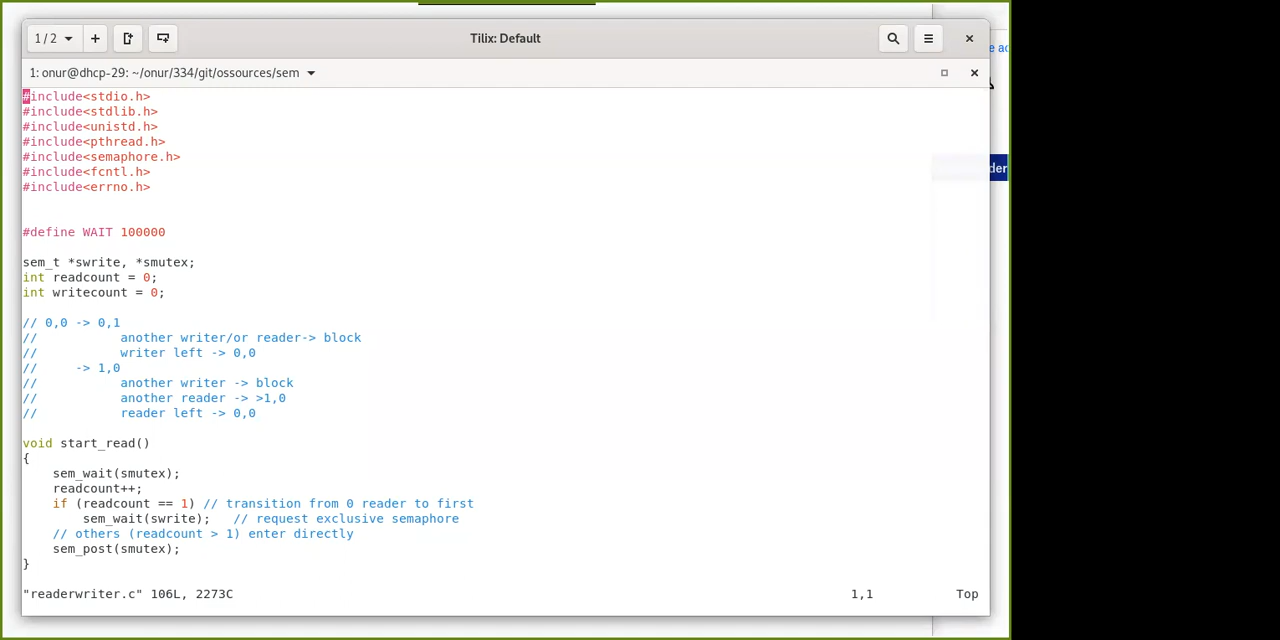 1 / 2
Tilix: Default
1: onur@dhcp-29: ~/onur/334/git/ossources/sem
#include<stdio.h>
#include<stdlib.h>
#include<unistd.h>
#include<pthread.h>
#include<semaphore.h>
#include<fcntl.h>
#include<errno.h>
#define WAIT 100000
sem_t *swrite, *smutex;
int readcount = 0;
int writecount = 0;
// 0,0 -> 0,1
//           another writer/or reader-> block
//           writer left -> 0,0
//     -> 1,0
//           another writer -> block
//           another reader -> >1,0
//           reader left -> 0,0
void start_read()
{
    sem_wait(smutex);
    readcount++;
    if (readcount == 1) // transition from 0 reader to first
        sem_wait(swrite);   // request exclusive semaphore
    // others (readcount > 1) enter directly
    sem_post(smutex);
}
"readerwriter.c" 106L, 2273C 1,1 Top